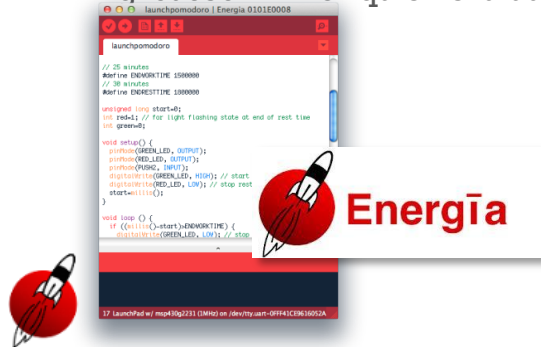 launchpomodoro | Energia 0101E0008
launchpomodoro
// 25 minutes
#define ENDWORKTIME 1500000
// 30 minutes
#define ENDRESTTIME 1800000
unsigned long start=0;
int red=1; // for light flashing state at end of rest time
int green=0;
void setup() {
pinMode(GREEN_LED, OUTPUT);
pinMode(RED_LED, OUTPUT);
pinMode(PUSH2, INPUT);
digitalWrite(GREEN_LED, HIGH); // start
digitalWrite(RED_LED, LOW); // stop rest
start=millis();
}
void loop () {
if ((millis()-start)>ENDWORKTIME) {
digitalWrite(GREEN_LED, LOW); // stop
Energīa
17 LaunchPad w/ msp430g2231 (1MHz) on /dev/tty.uart-0FFF41CE9616052A